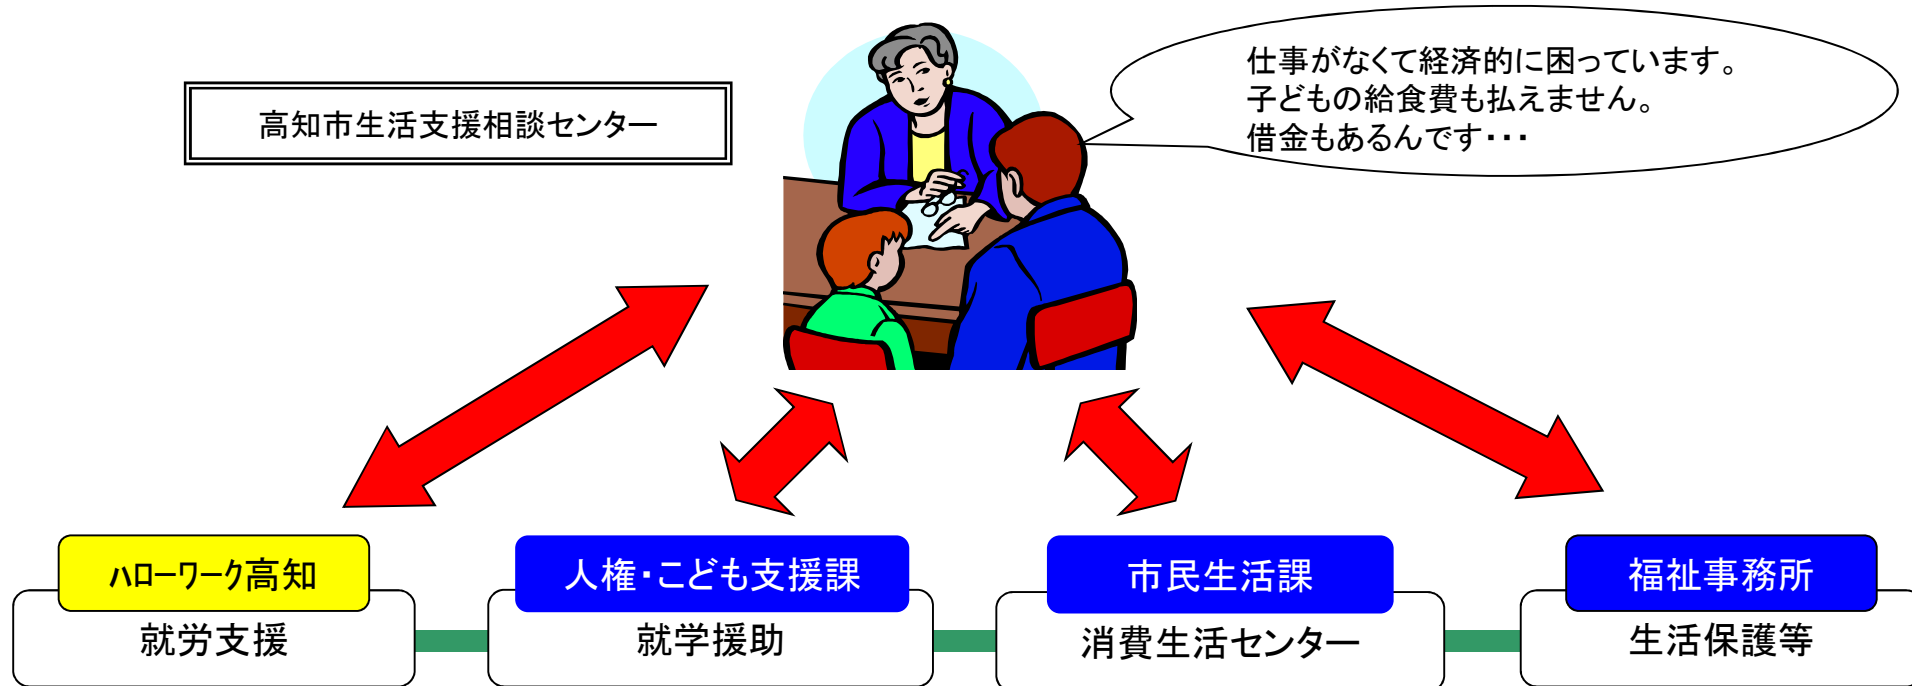 高知市生活支援相談センター
仕事がなくて経済的に困っています。
子どもの給食費も払えません。
借金もあるんです・・・
ﾊﾛｰﾜｰｸ高知
就労支援
人権・こども支援課
就学援助
市民生活課
消費生活センター
福祉事務所
生活保護等